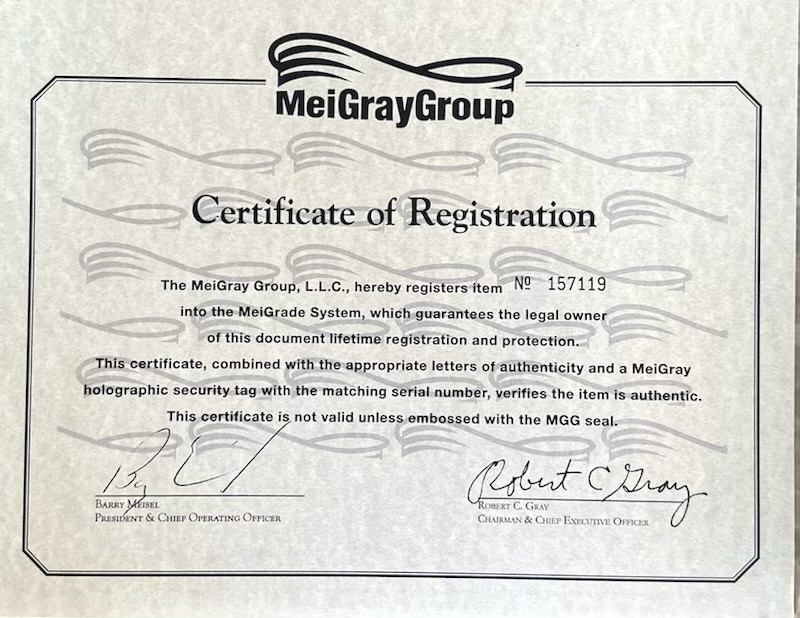 MeiGrayGroup
Certificate of Registration
The MeiGray Group, L.L.C., hereby registers item № 157119
into the MeiGrade System, which guarantees the legal owner
of this document lifetime registration and protection.
This certificate, combined with the appropriate letters of authenticity and a MeiGray
holographic security tag with the matching serial number, verifies the item is authentic.
This certificate is not valid unless embossed with the MGG seal.
Robert C Gray
Barry Meisel
President & Chief Operating Officer
Robert C. Gray
Chairman & Chief Executive Officer